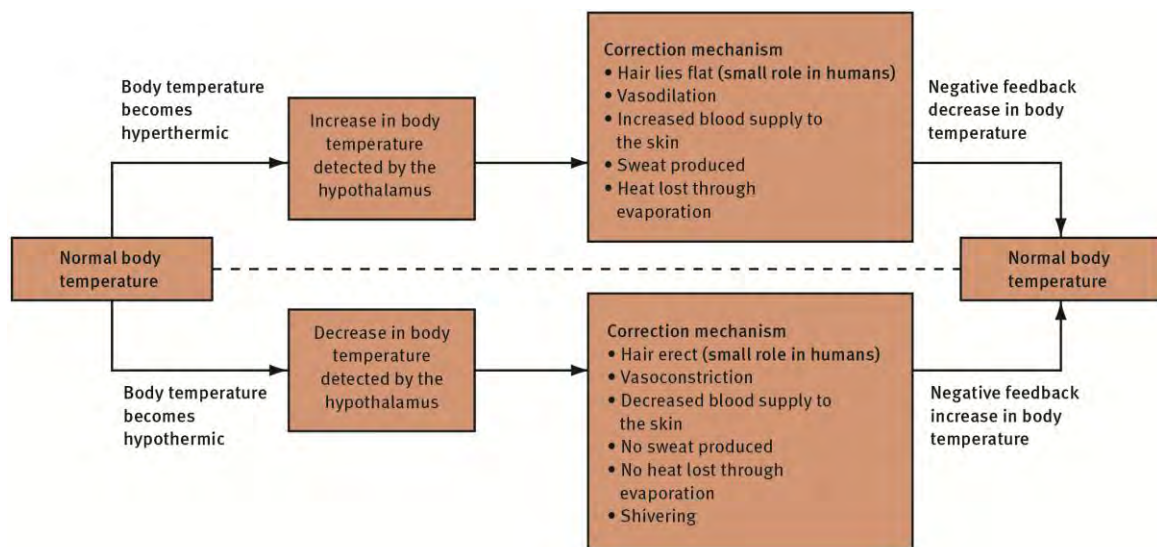 Body temperature
becomes
hyperthermic
Increase in body
temperature
detected by the
hypothalamus
Correction mechanism
• Hair lies flat (small role in humans)
• Vasodilation
• Increased blood supply to
the skin
• Sweat produced
• Heat lost through
evaporation
Negative feedback
decrease in body
temperature
Normal body
temperature
Normal body
temperature
Decrease in body
temperature
detected by the
hypothalamus
Body temperature
becomes
hypothermic
Correction mechanism
• Hair erect (small role in humans)
• Vasoconstriction
• Decreased blood supply to
the skin
• No sweat produced
• No heat lost through
evaporation
• Shivering
Negative feedback
increase in body
temperature